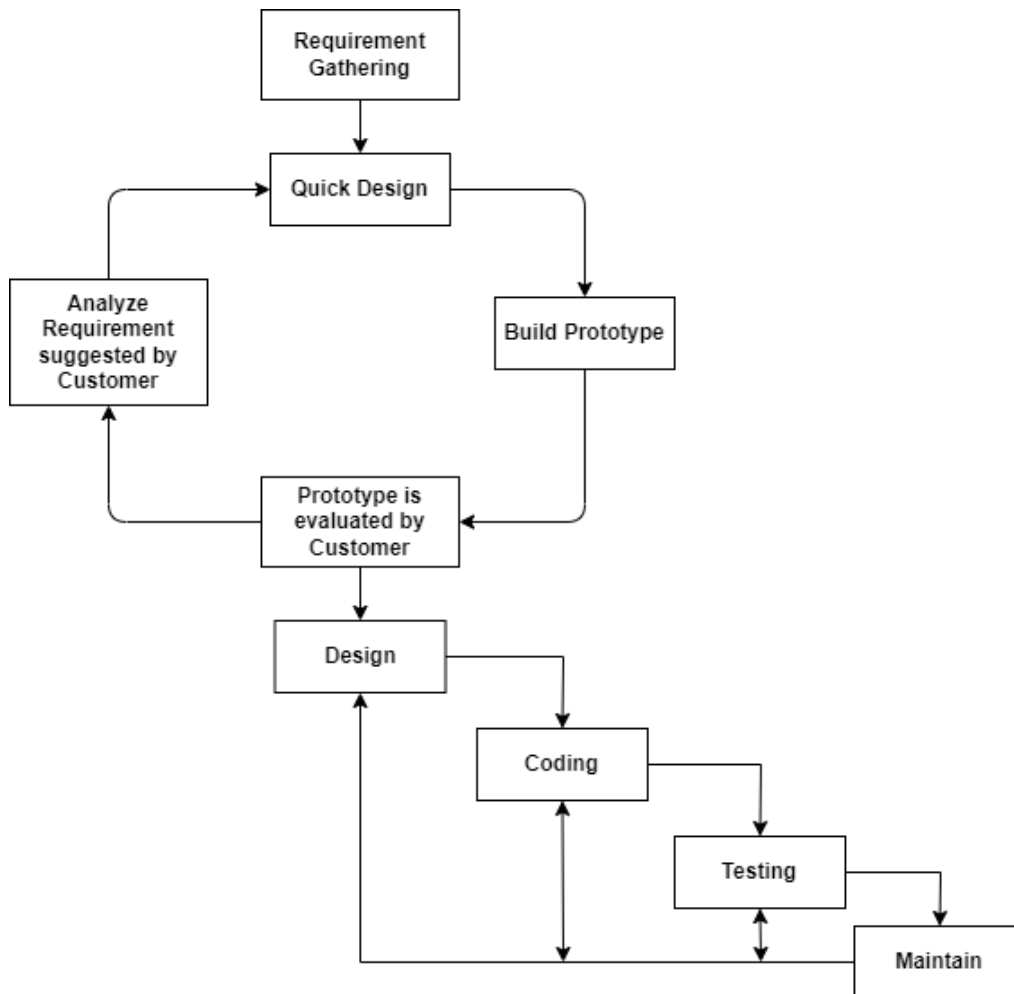 Requirement
Gathering
Quick Design
Analyze
Requirement
suggested by
Customer
Build Prototype
Prototype is
evaluated by
Customer
Design
Coding
Testing
Maintain